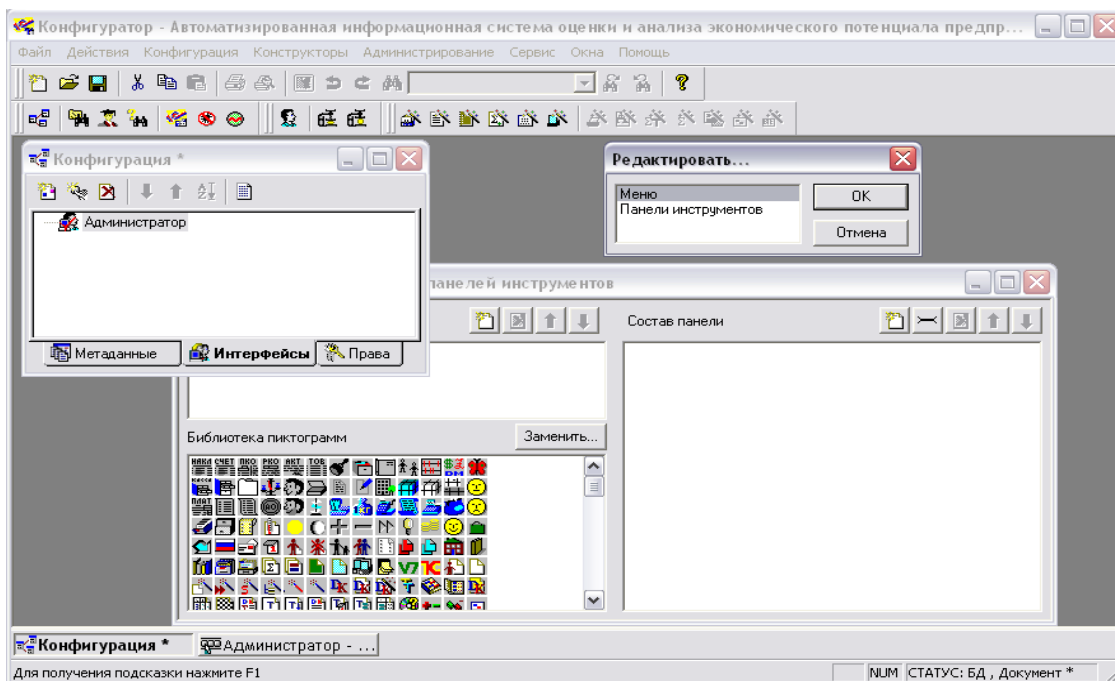 Конфигуратор - Автоматизированная информационная система оценки и анализа экономического потенциала предпр...
Файл Действия Конфигурация Конструкторы Администрирование Сервис Окна Помощь
Конфигурация *
Администратор
Метаданные Интерфейсы Права
Редактировать...
Меню
Панели инструментов
OK
Отмена
панелей инструментов
Состав панели
Библиотека пиктограмм
Заменить...
Конфигурация * Администратор - ...
Для получения подсказки нажмите F1
NUM СТАТУС: БД , Документ *